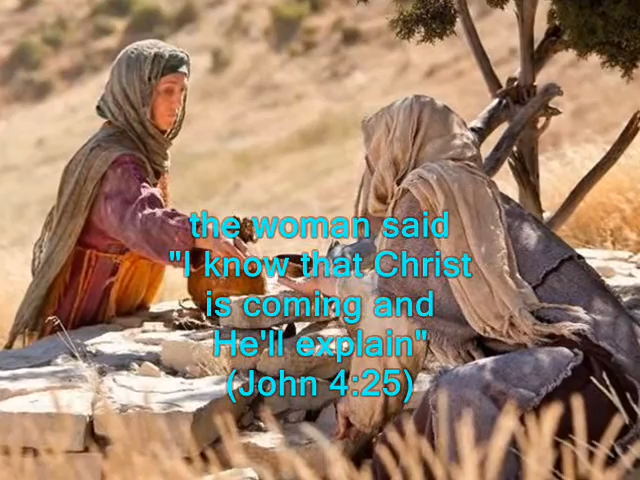 the woman said
"I know that Christ
is coming and
He'll explain"
(John 4:25)